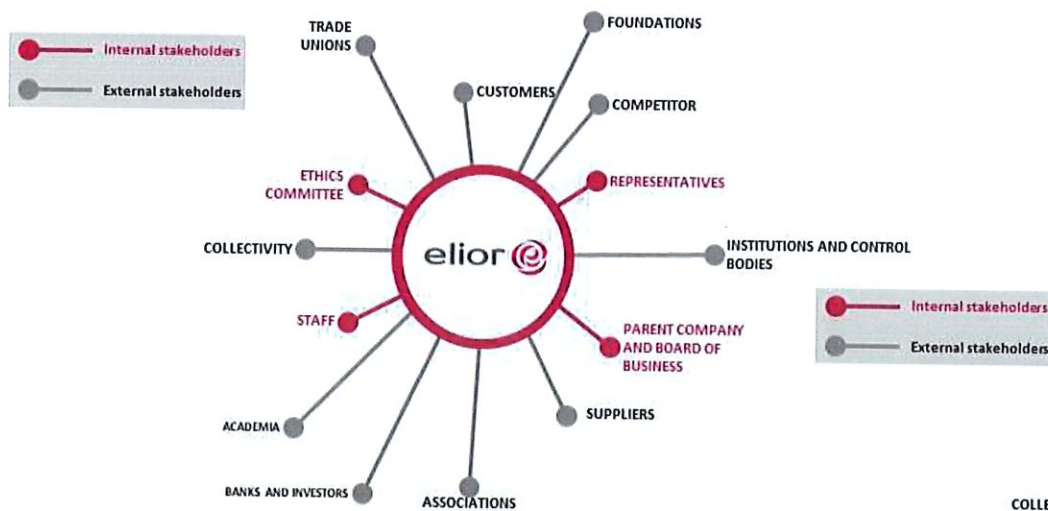 TRADE
UNIONS
FOUNDATIONS
Internal stakeholders
External stakeholders
CUSTOMERS
COMPETITOR
ETHICS
COMMITTEE
REPRESENTATIVES
COLLECTIVITY
elior
INSTITUTIONS AND CONTROL
BODIES
STAFF
PARENT COMPANY
AND BOARD OF
BUSINESS
Internal stakeholders
External stakeholders
SUPPLIERS
ACADEMIA
BANKS AND INVESTORS
ASSOCIATIONS
COLLE